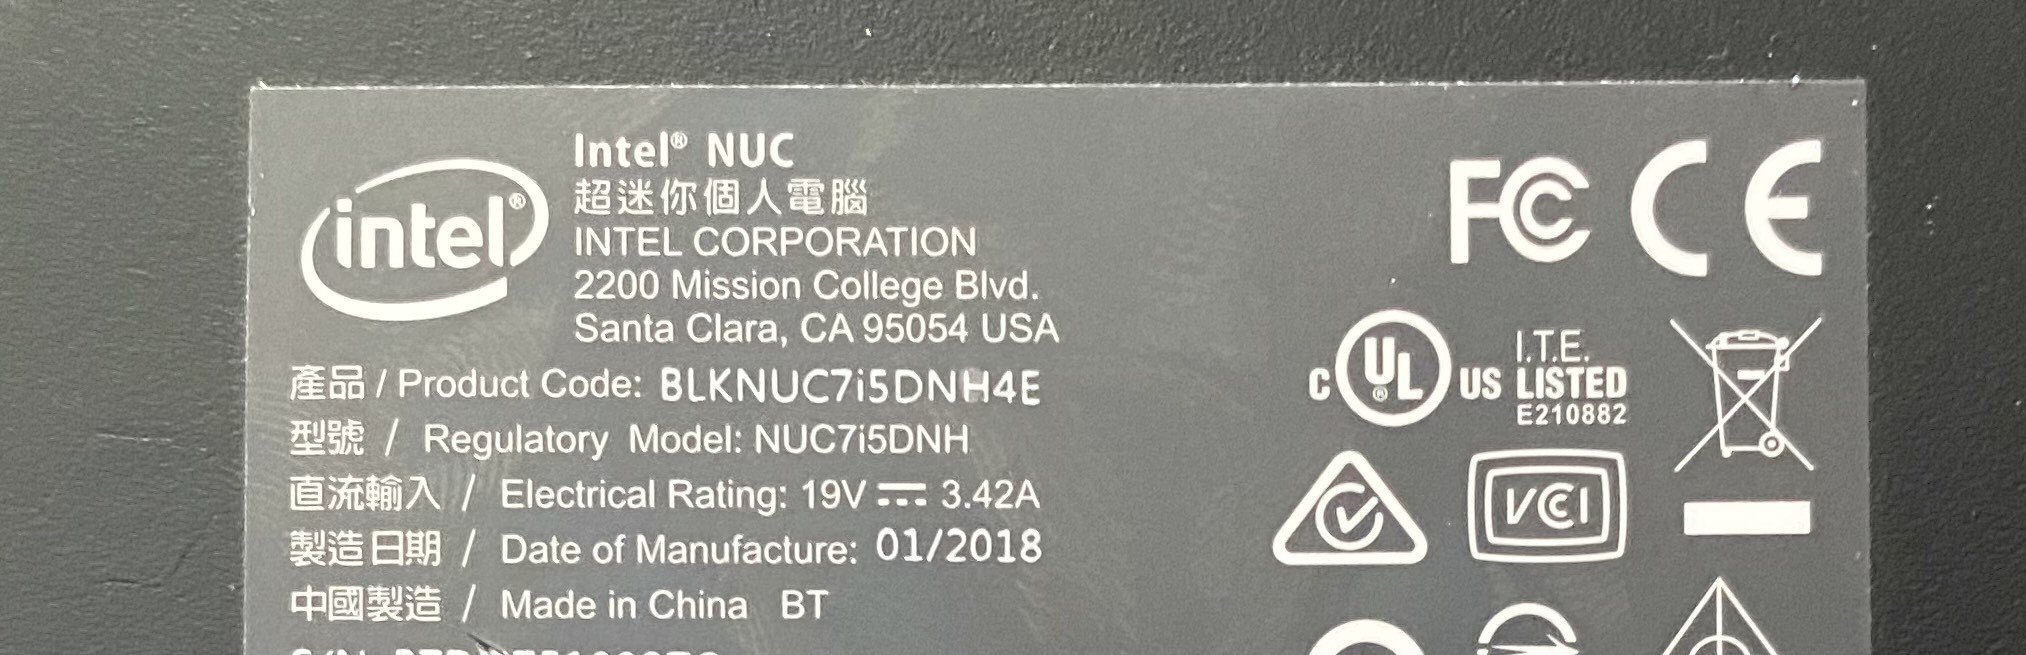 intel®
Intel® NUC
超迷你個人電腦
INTEL CORPORATION
2200 Mission College Blvd.
Santa Clara, CA 95054 USA
產品 / Product Code: BLKNUC7i5DNH4E
型號 / Regulatory Model: NUC7i5DNH
直流輸入 / Electrical Rating: 19V 3.42A
製造日期 / Date of Manufacture: 01/2018
中國製造 / Made in China BT
FC CE
C UL® US
I.T.E.
LISTED
E210882
VCI